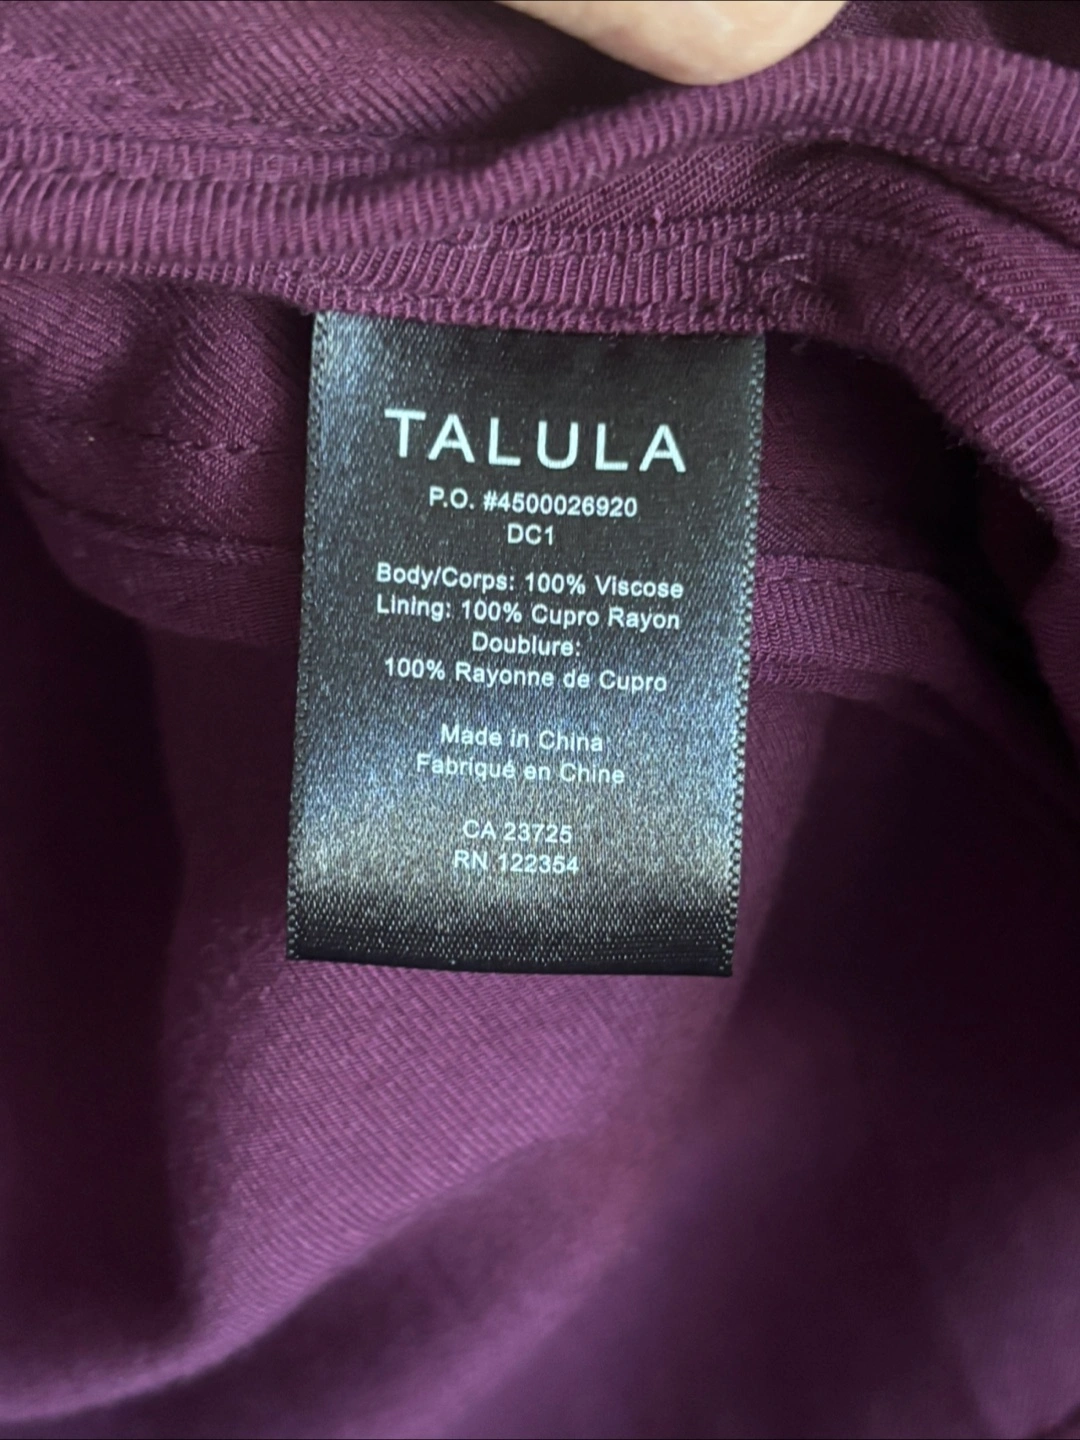 TALULA
P.O. #4500026920
DC1
Body/Corps: 100% Viscose
Lining: 100% Cupro Rayon
Doublure:
100% Rayonne de Cupro
Made in China
Fabriqué en Chine
CA 23725
RN 122354